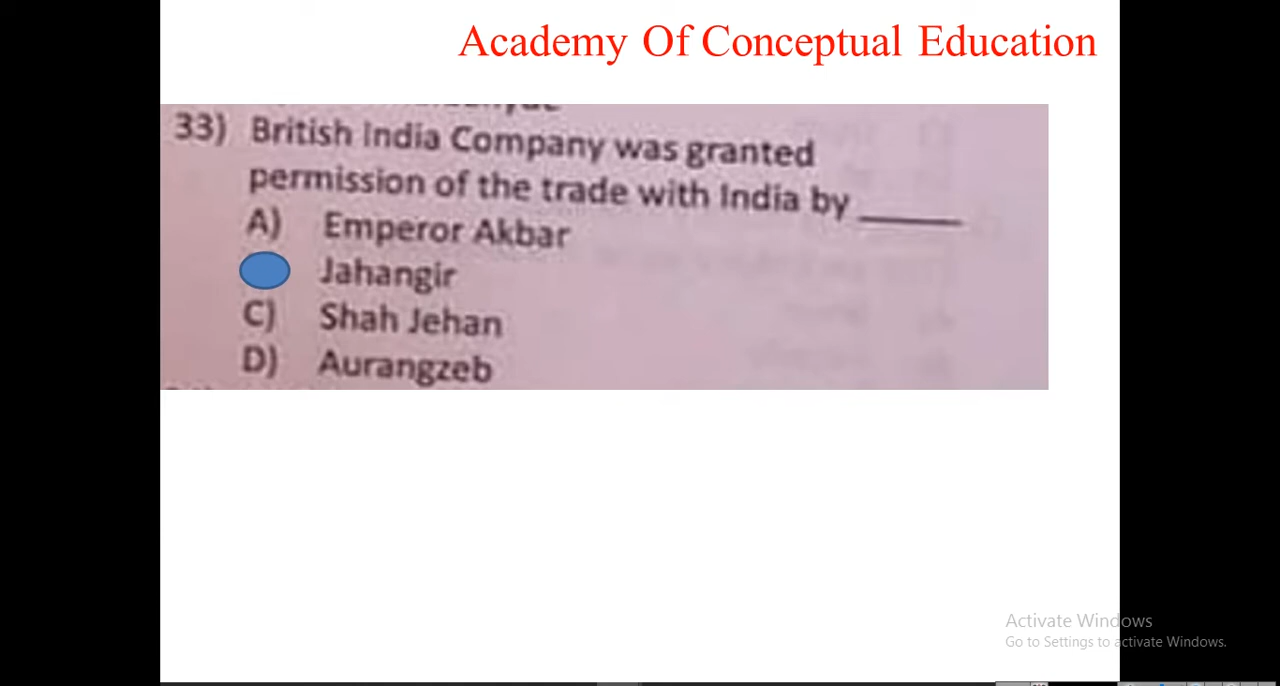 Academy Of Conceptual Education
33) British India Company was granted
permission of the trade with India by ______
A) Emperor Akbar
Jahangir
C) Shah Jehan
D) Aurangzeb
Activate Windows
Go to Settings to activate Windows.